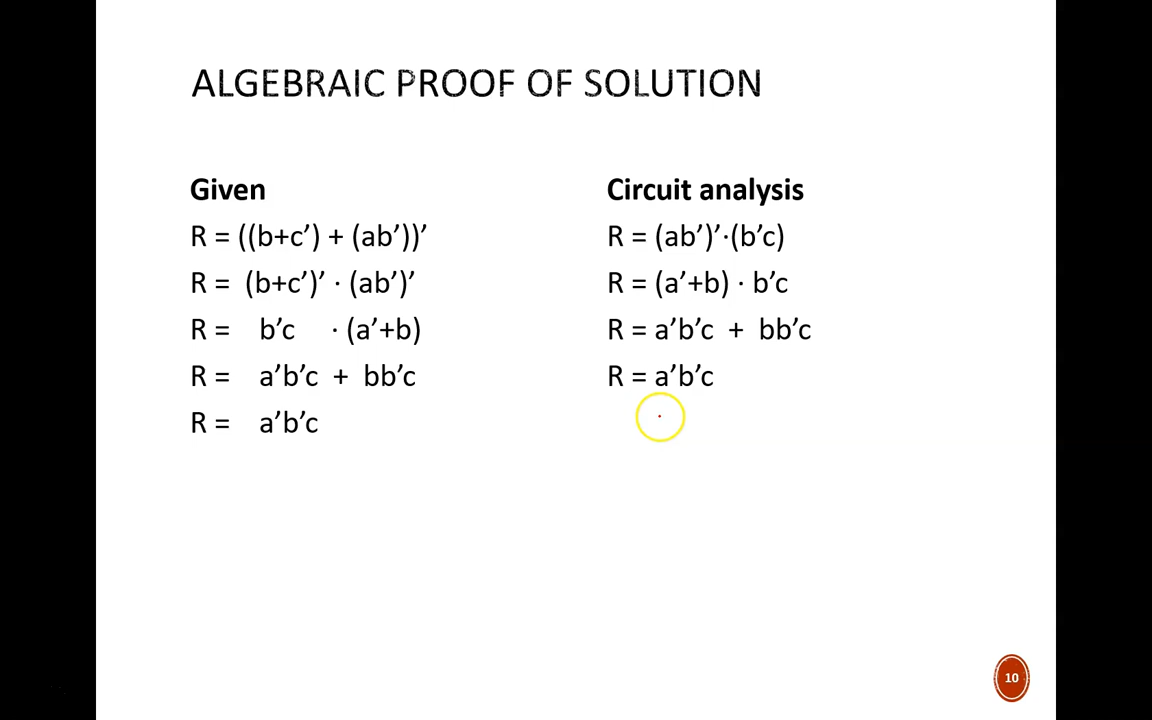 ALGEBRAIC PROOF OF SOLUTION
Given
R = ((b+c’) + (ab’))’
R = (b+c’)’ · (ab’)’
R = b’c · (a’+b)
R = a’b’c + bb’c
R = a’b’c
Circuit analysis
R = (ab’)’·(b’c)
R = (a’+b) · b’c
R = a’b’c + bb’c
R = a’b’c
10